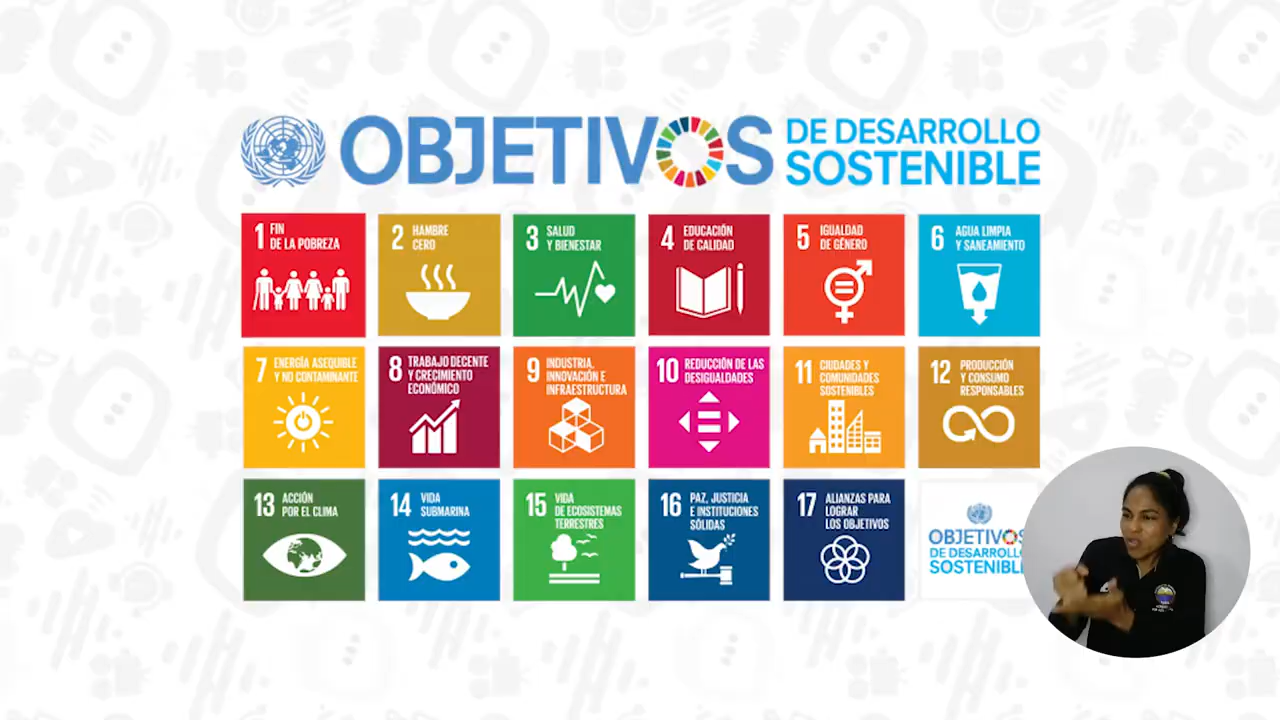 OBJETIVOS
DE DESARROLLO
SOSTENIBLE
1 FIN
DE LA POBREZA
2 HAMBRE
CERO
3 SALUD
Y BIENESTAR
4 EDUCACIÓN
DE CALIDAD
5 IGUALDAD
DE GÉNERO
6 AGUA LIMPIA
Y SANEAMIENTO
7 ENERGÍA ASEQUIBLE
Y NO CONTAMINANTE
8 TRABAJO DECENTE
Y CRECIMIENTO
ECONÓMICO
9 INDUSTRIA,
INNOVACIÓN E
INFRAESTRUCTURA
10 REDUCCIÓN DE LAS
DESIGUALDADES
11 CIUDADES Y
COMUNIDADES
SOSTENIBLES
12 PRODUCCIÓN
Y CONSUMO
RESPONSABLES
13 ACCIÓN
POR EL CLIMA
14 VIDA
SUBMARINA
15 VIDA
DE ECOSISTEMAS
TERRESTRES
16 PAZ, JUSTICIA
E INSTITUCIONES
SÓLIDAS
17 ALIANZAS PARA
LOGRAR
LOS OBJETIVOS
OBJETIVOS
DE DESARROLLO
SOSTENIBLE